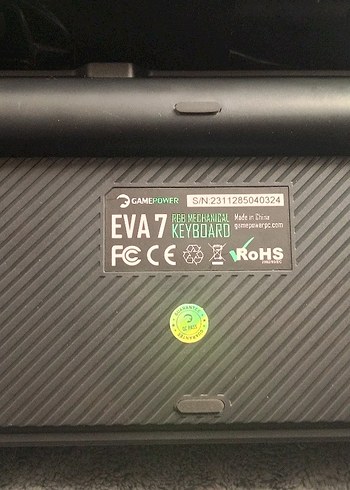 GAMEPOWER
S/N:2311285040324
EVA 7
RGB MECHANICAL
KEYBOARD
Made in China
gamepowerpc.com
FC CE RoHS